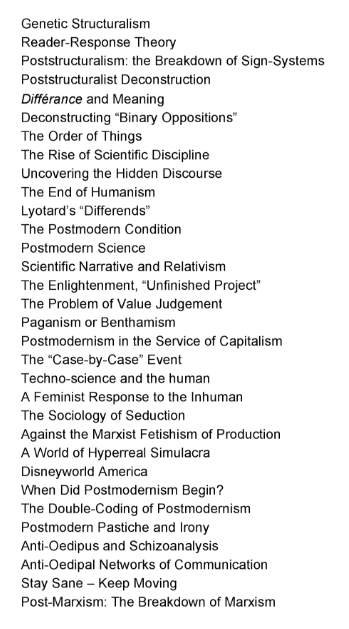 Genetic Structuralism
Reader-Response Theory
Poststructuralism: the Breakdown of Sign-Systems
Poststructuralist Deconstruction
Différance and Meaning
Deconstructing “Binary Oppositions”
The Order of Things
The Rise of Scientific Discipline
Uncovering the Hidden Discourse
The End of Humanism
Lyotard’s “Differends”
The Postmodern Condition
Postmodern Science
Scientific Narrative and Relativism
The Enlightenment, “Unfinished Project”
The Problem of Value Judgement
Paganism or Benthamism
Postmodernism in the Service of Capitalism
The “Case-by-Case” Event
Techno-science and the human
A Feminist Response to the Inhuman
The Sociology of Seduction
Against the Marxist Fetishism of Production
A World of Hyperreal Simulacra
Disneyworld America
When Did Postmodernism Begin?
The Double-Coding of Postmodernism
Postmodern Pastiche and Irony
Anti-Oedipus and Schizoanalysis
Anti-Oedipal Networks of Communication
Stay Sane – Keep Moving
Post-Marxism: The Breakdown of Marxism